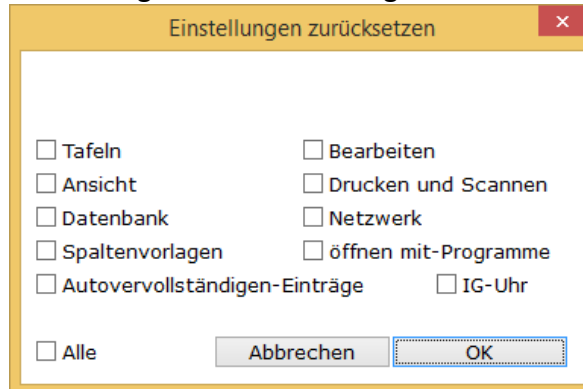 Einstellungen zurücksetzen
Tafeln Bearbeiten
Ansicht Drucken und Scannen
Datenbank Netzwerk
Spaltenvorlagen öffnen mit-Programme
Autovervollständigen-Einträge IG-Uhr
Alle Abbrechen OK